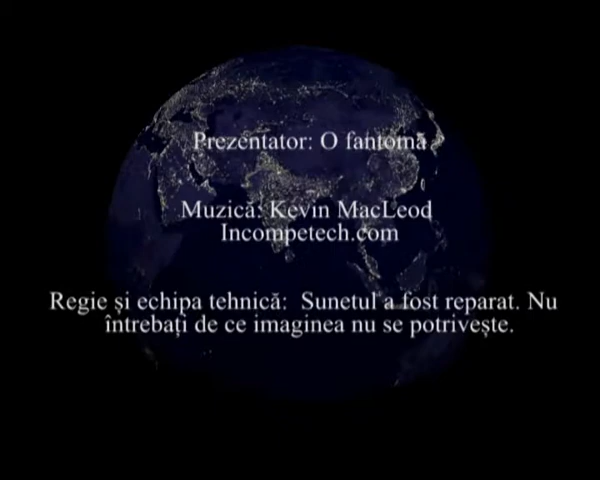 Prezentator: O fantomă
Muzică: Kevin MacLeod
Incompetech.com
Regie și echipa tehnică:  Sunetul a fost reparat. Nu
întrebați de ce imaginea nu se potrivește.